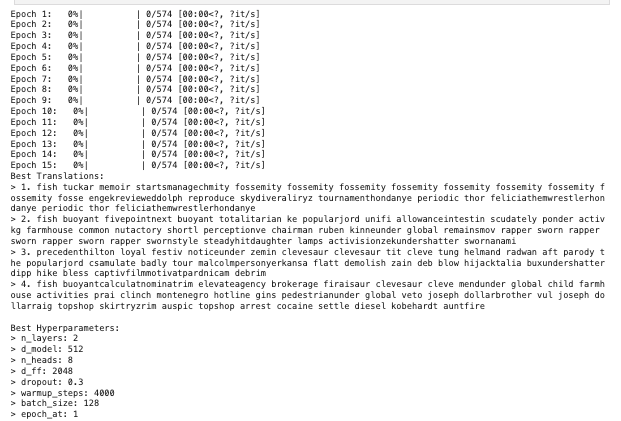 Epoch 1:   0%|          | 0/574 [00:00<?, ?it/s]
Epoch 2:   0%|          | 0/574 [00:00<?, ?it/s]
Epoch 3:   0%|          | 0/574 [00:00<?, ?it/s]
Epoch 4:   0%|          | 0/574 [00:00<?, ?it/s]
Epoch 5:   0%|          | 0/574 [00:00<?, ?it/s]
Epoch 6:   0%|          | 0/574 [00:00<?, ?it/s]
Epoch 7:   0%|          | 0/574 [00:00<?, ?it/s]
Epoch 8:   0%|          | 0/574 [00:00<?, ?it/s]
Epoch 9:   0%|          | 0/574 [00:00<?, ?it/s]
Epoch 10:   0%|          | 0/574 [00:00<?, ?it/s]
Epoch 11:   0%|          | 0/574 [00:00<?, ?it/s]
Epoch 12:   0%|          | 0/574 [00:00<?, ?it/s]
Epoch 13:   0%|          | 0/574 [00:00<?, ?it/s]
Epoch 14:   0%|          | 0/574 [00:00<?, ?it/s]
Epoch 15:   0%|          | 0/574 [00:00<?, ?it/s]
Best Translations:
> 1. fish tuckar memoir startsmanagechmity fossemity fossemity fossemity fossemity fossemity fossemity fossemity f
ossemity fosse engekrevieweddolph reproduce skydiveraliryz tournamenthondanye periodic thor feliciathemwrestlerhon
danye periodic thor feliciathemwrestlerhondanye
> 2. fish buoyant fivepointnext buoyant totalitarian ke popularjord unifi allowanceintestin scudately ponder activ
kg farmhouse common nutactory shortl perceptionve chairman ruben kinneunder global remainsmov rapper sworn rapper
sworn rapper sworn rapper swornstyle steadyhitdaughter lamps activisionzekundershatter swornanami
> 3. precedenthilton loyal festiv noticeunder zemin clevesaur clevesaur tit cleve tung helmand radwan aft parody t
he popularjord csamulate badly tour malcolmpersonyerkansa flatt demolish zain deb blow hijacktalia buxundershatter
dipp hike bless captivfilmmotivatpardnicam debrim
> 4. fish buoyantcalculatnominatrim elevateagency brokerage firaisaur clevesaur cleve mendunder global child farmh
ouse activities prai clinch montenegro hotline gins pedestrianunder global veto joseph dollarbrother vul joseph do
llarraig topshop skirtryzrim auspic topshop arrest cocaine settle diesel kobehardt auntfire

Best Hyperparameters:
> n_layers: 2
> d_model: 512
> n_heads: 8
> d_ff: 2048
> dropout: 0.3
> warmup_steps: 4000
> batch_size: 128
> epoch_at: 1